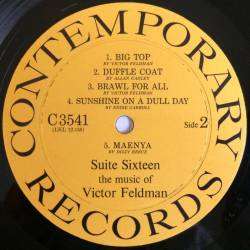 CONTEMPORARY
1. BIG TOP
BY VICTOR FELDMAN
2. DUFFLE COAT
BY ALLAN GANLEY
3. BRAWL FOR ALL
BY VICTOR FELDMAN
4. SUNSHINE ON A DULL DAY
BY EDDIE CARROLL
C3541
Side 2
5. MAENYA
BY DIZZY REECE
Suite Sixteen
the music of
Victor Feldman
RECORDS